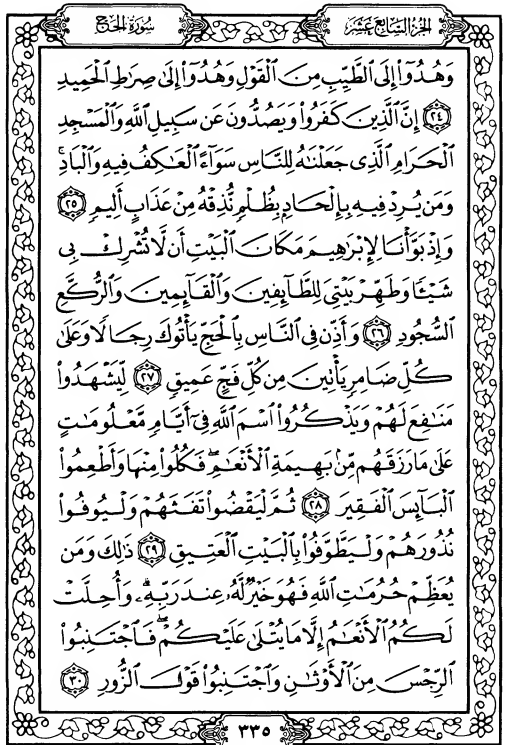 الجزء السابع عشر
سورة الحج
وَهُدُوٓا۟ إِلَى ٱلطَّيِّبِ مِنَ ٱلْقَوْلِ وَهُدُوٓا۟ إِلَىٰ صِرَٰطِ ٱلْحَمِيدِ
﴿٢٤﴾ إِنَّ ٱلَّذِينَ كَفَرُوا۟ وَيَصُدُّونَ عَن سَبِيلِ ٱللَّهِ وَٱلْمَسْجِدِ
ٱلْحَرَامِ ٱلَّذِى جَعَلْنَٰهُ لِلنَّاسِ سَوَآءً ٱلْعَٰكِفُ فِيهِ وَٱلْبَادِ ۚ
وَمَن يُرِدْ فِيهِ بِإِلْحَادٍۭ بِظُلْمٍ نُّذِقْهُ مِنْ عَذَابٍ أَلِيمٍ ﴿٢٥﴾
وَإِذْ بَوَّأْنَا لِإِبْرَٰهِيمَ مَكَانَ ٱلْبَيْتِ أَن لَّا تُشْرِكْ بِى
شَيْـًٔا وَطَهِّرْ بَيْتِىَ لِلطَّآئِفِينَ وَٱلْقَآئِمِينَ وَٱلرُّكَّعِ
ٱلسُّجُودِ ﴿٢٦﴾ وَأَذِّن فِى ٱلنَّاسِ بِٱلْحَجِّ يَأْتُوكَ رِجَالًا وَعَلَىٰ
كُلِّ ضَامِرٍ يَأْتِينَ مِن كُلِّ فَجٍّ عَمِيقٍ ﴿٢٧﴾ لِّيَشْهَدُوا۟
مَنَٰفِعَ لَهُمْ وَيَذْكُرُوا۟ ٱسْمَ ٱللَّهِ فِىٓ أَيَّامٍ مَّعْلُومَٰتٍ
عَلَىٰ مَا رَزَقَهُم مِّنۢ بَهِيمَةِ ٱلْأَنْعَٰمِ ۖ فَكُلُوا۟ مِنْهَا وَأَطْعِمُوا۟
ٱلْبَآئِسَ ٱلْفَقِيرَ ﴿٢٨﴾ ثُمَّ لْيَقْضُوا۟ تَفَثَهُمْ وَلْيُوفُوا۟
نُذُورَهُمْ وَلْيَطَّوَّفُوا۟ بِٱلْبَيْتِ ٱلْعَتِيقِ ﴿٢٩﴾ ذَٰلِكَ وَمَن
يُعَظِّمْ حُرُمَٰتِ ٱللَّهِ فَهُوَ خَيْرٌ لَّهُۥ عِندَ رَبِّهِۦ ۗ وَأُحِلَّتْ
لَكُمُ ٱلْأَنْعَٰمُ إِلَّا مَا يُتْلَىٰ عَلَيْكُمْ ۖ فَٱجْتَنِبُوا۟
ٱلرِّجْسَ مِنَ ٱلْأَوْثَٰنِ وَٱجْتَنِبُوا۟ قَوْلَ ٱلزُّورِ ﴿٣٠﴾
٣٣٥